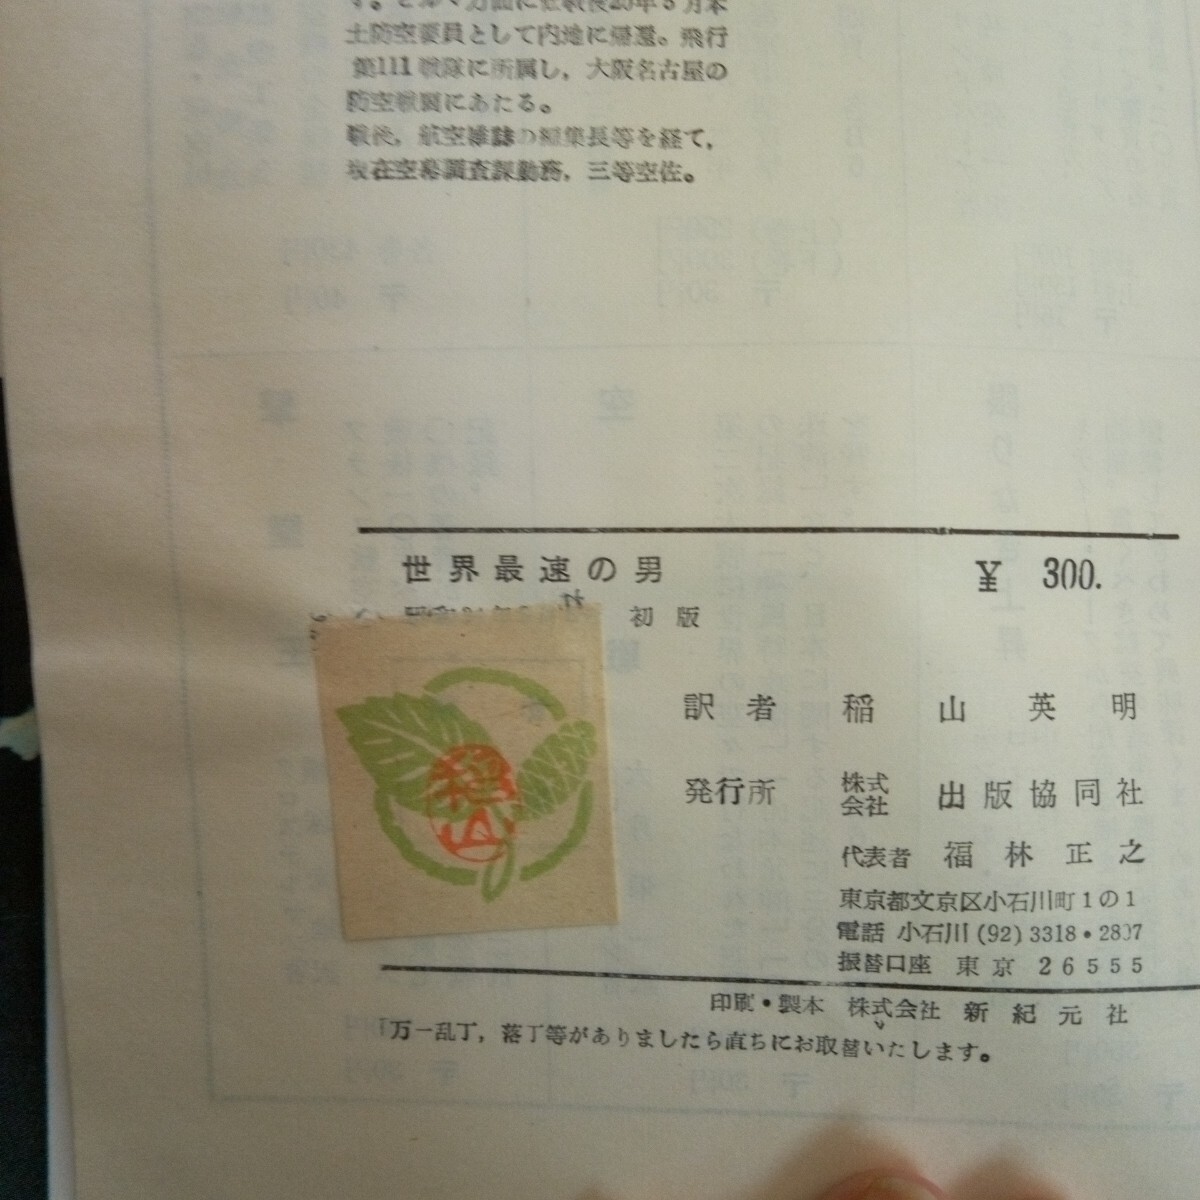 土防空要員として内地に帰還。飛行
第111戦隊に所属し，大阪名古屋の
防空戦闘にあたる。
戦後，航空雑誌の編集長等を経て，
現在空幕調査課勤務，三等空佐。
世界最速の男
¥ 300.
初版
訳者 稲山英明
発行所 株式会社 出版協同社
代表者 福林正之
東京都文京区小石川町1の1
電話 小石川 (92) 3318・2807
振替口座 東京 26555
印刷・製本 株式会社 新紀元社
「万一乱丁，落丁等がありましたら直ちにお取替いたします。
稲山